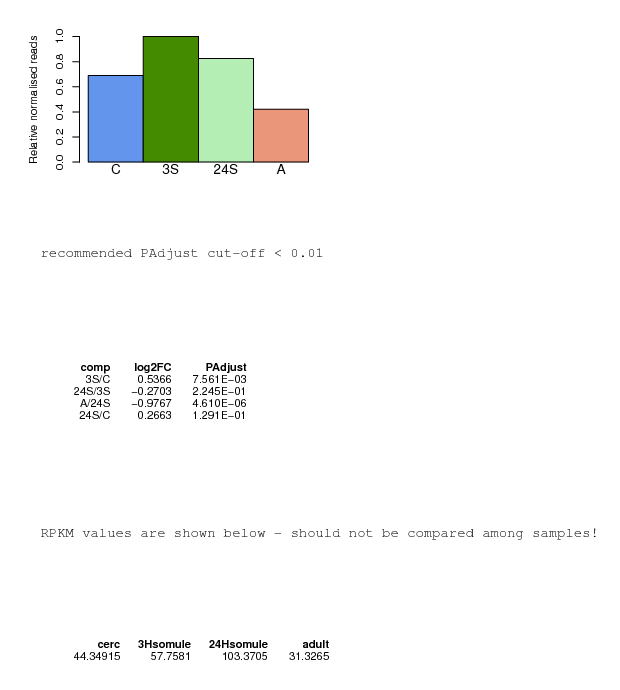 Relative normalised reads
1.0
0.8
0.6
0.4
0.2
0.0
C 3S 24S A
recommended PAdjust cut-off < 0.01
comp log2FC PAdjust
3S/C 0.5366 7.561E−03
24S/3S −0.2703 2.245E−01
A/24S −0.9767 4.610E−06
24S/C 0.2663 1.291E−01
RPKM values are shown below - should not be compared among samples!
cerc 3Hsomule 24Hsomule adult
44.34915 57.7581 103.3705 31.3265